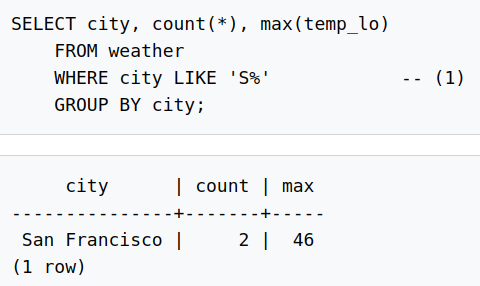 SELECT city, count(*), max(temp_lo)
    FROM weather
    WHERE city LIKE 'S%'            -- (1)
    GROUP BY city;
     city      | count | max
---------------+-------+-----
 San Francisco |     2 |  46
(1 row)